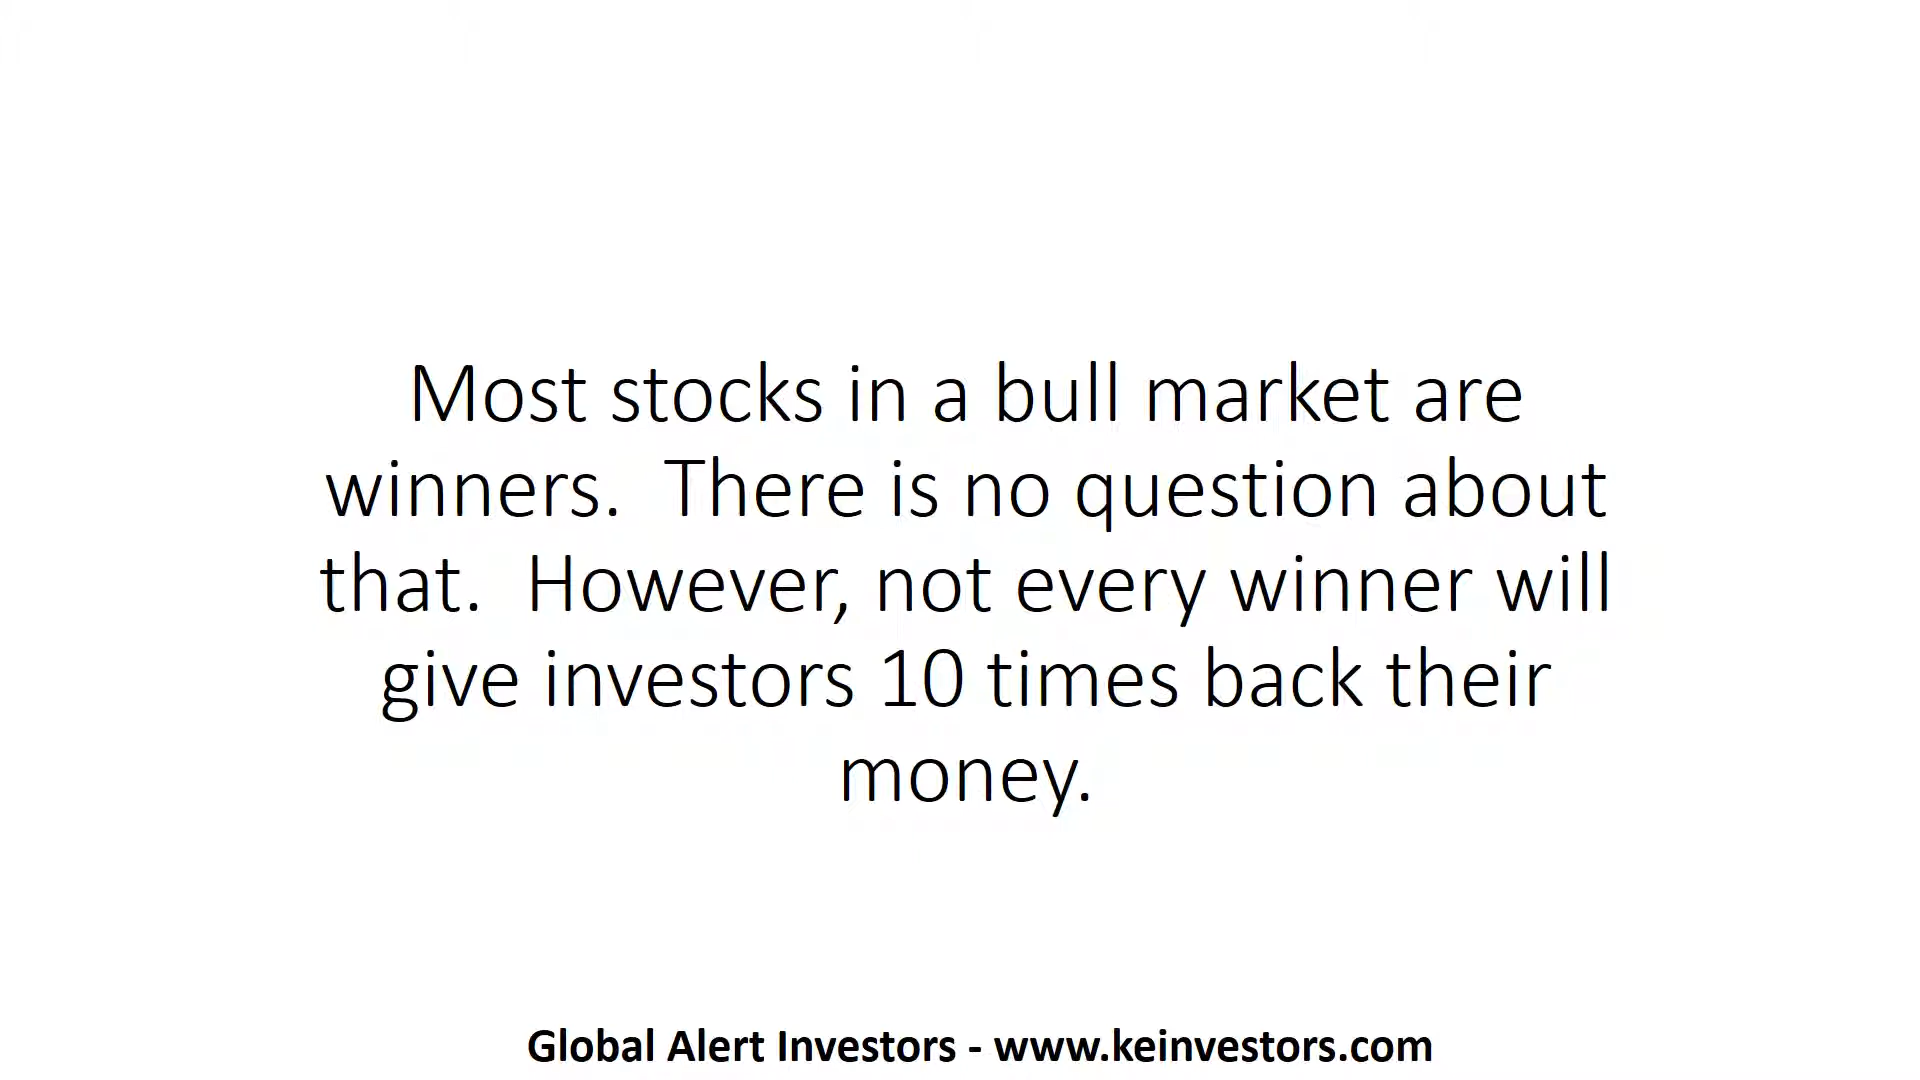 Most stocks in a bull market are
winners.  There is no question about
that.  However, not every winner will
give investors 10 times back their
money.
Global Alert Investors - www.keinvestors.com